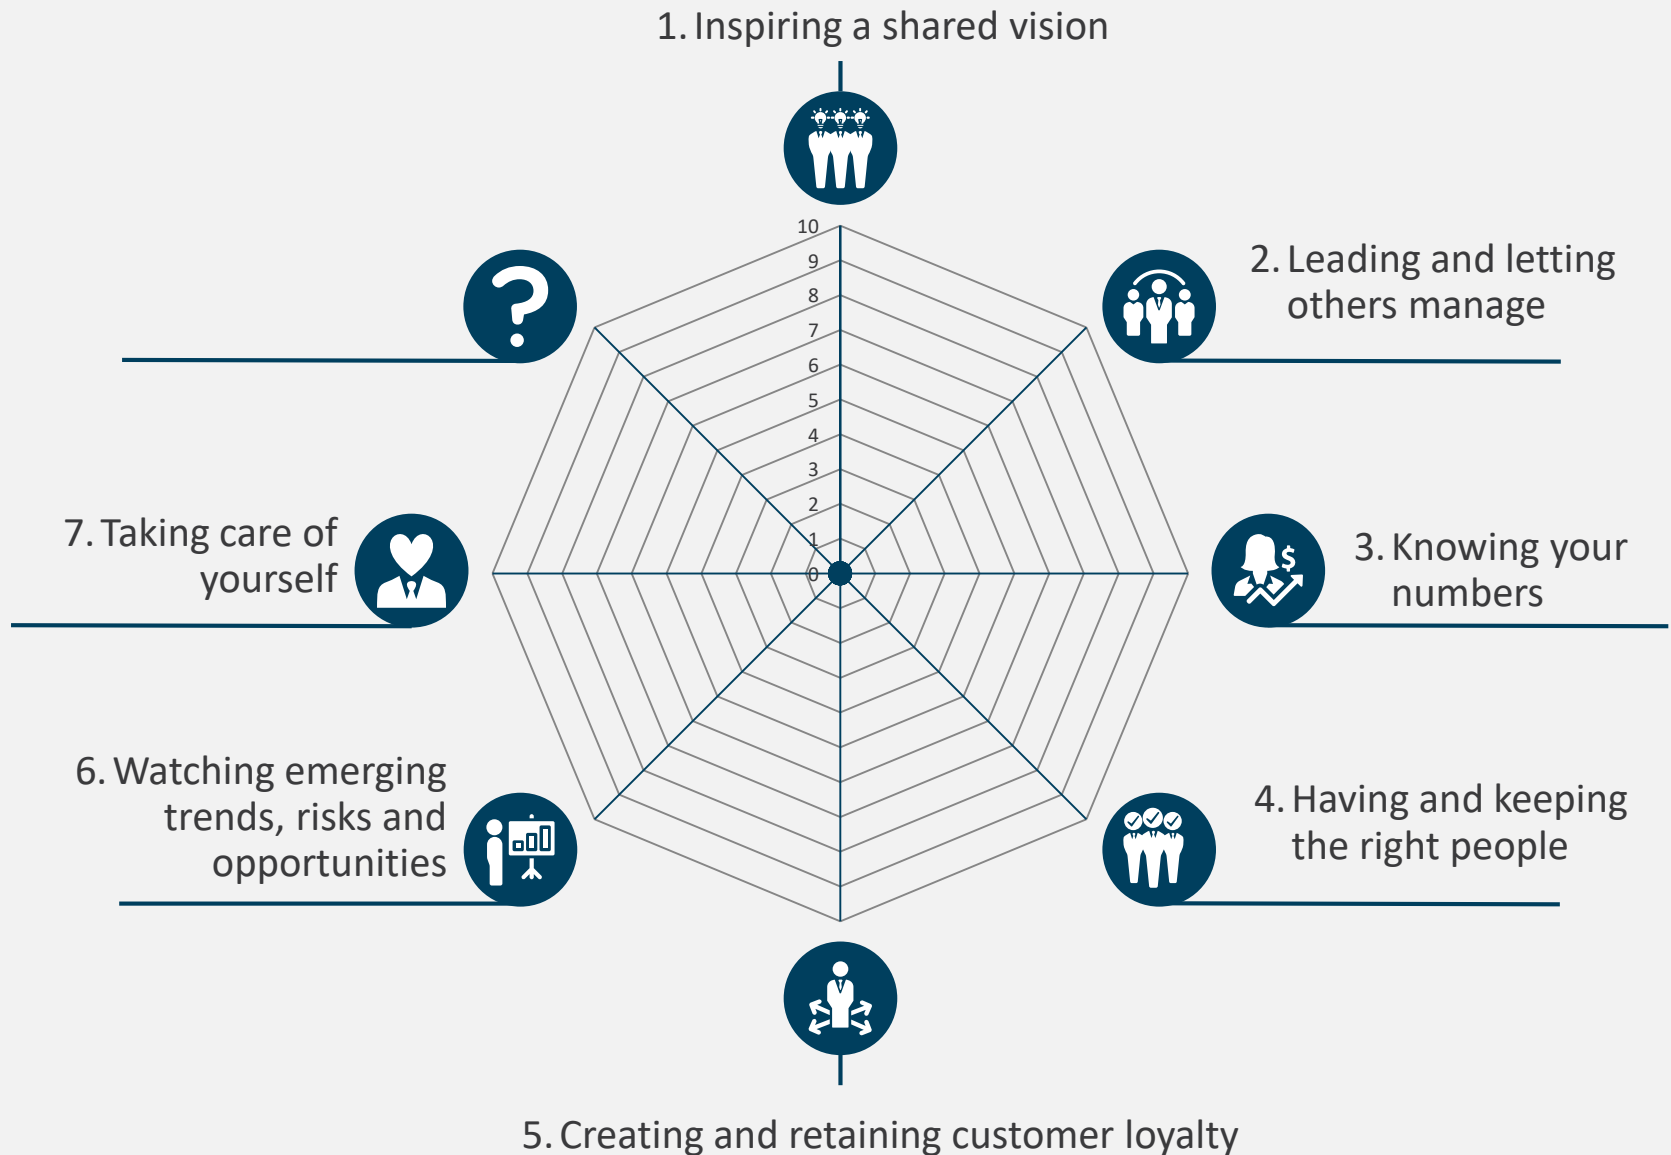 1. Inspiring a shared vision
10
9
8
7
6
5
4
3
2
1
0
?
2. Leading and letting
others manage
3. Knowing your
numbers
$
4. Having and keeping
the right people
5. Creating and retaining customer loyalty
6. Watching emerging
trends, risks and
opportunities
7. Taking care of
yourself